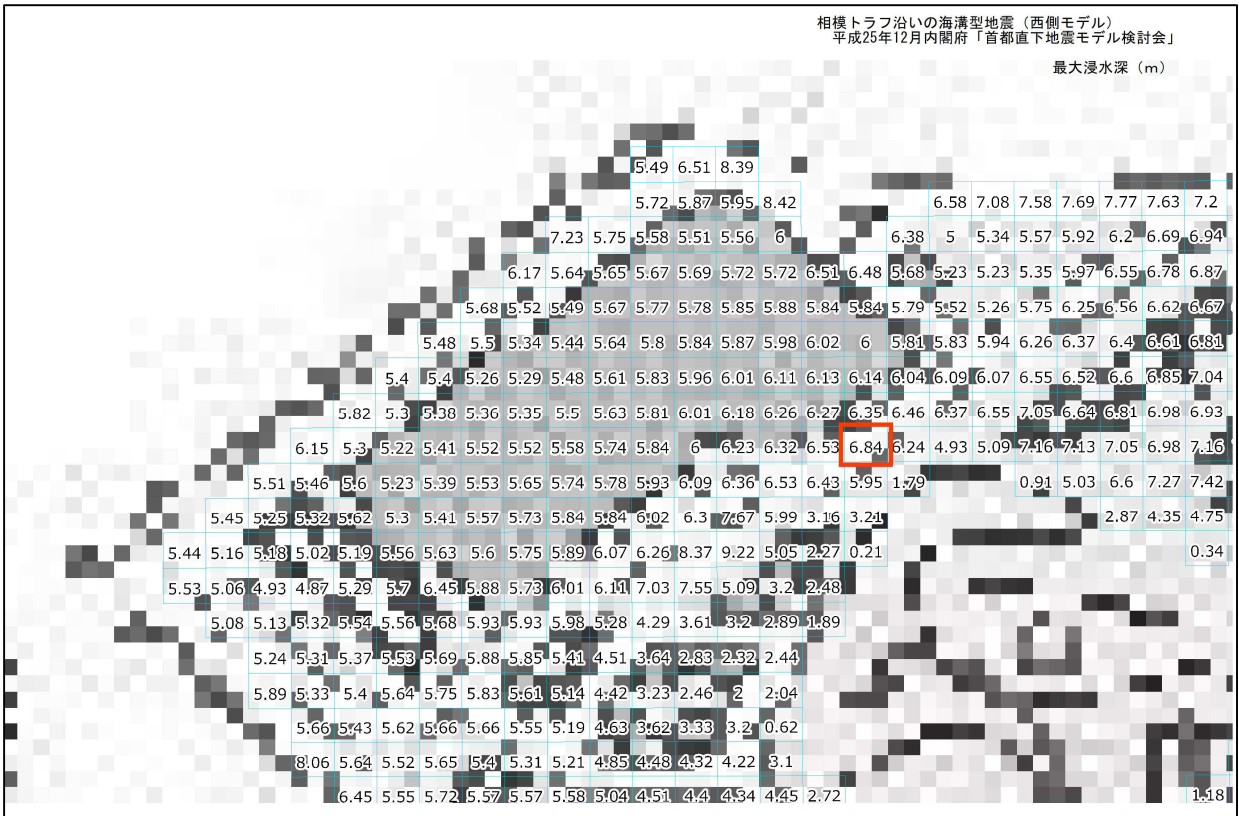 相模トラフ沿いの海溝型地震（西側モデル）
平成25年12月内閣府「首都直下地震モデル検討会」
最大浸水深（m）
5.49 6.51 8.39
5.72 5.87 5.95 8.42 6.58 7.08 7.58 7.69 7.77 7.63 7.2
7.23 5.75 5.58 5.51 5.56 6 6.38 5 5.34 5.57 5.92 6.2 6.69 6.94
6.17 5.64 5.65 5.67 5.69 5.72 5.72 6.51 6.48 5.68 5.23 5.23 5.35 5.97 6.55 6.78 6.87
5.68 5.52 5.49 5.67 5.77 5.78 5.85 5.88 5.84 5.84 5.79 5.52 5.26 5.75 6.25 6.56 6.62 6.67
5.48 5.5 5.34 5.44 5.64 5.8 5.84 5.87 5.98 6.02 6 5.81 5.83 5.94 6.26 6.37 6.4 6.61 6.81
5.4 5.4 5.26 5.29 5.48 5.61 5.83 5.96 6.01 6.11 6.13 6.14 6.04 6.09 6.07 6.55 6.52 6.6 6.85 7.04
5.82 5.3 5.38 5.36 5.35 5.5 5.63 5.81 6.01 6.18 6.26 6.27 6.35 6.46 6.37 6.55 7.05 6.64 6.81 6.98 6.93
6.15 5.3 5.22 5.41 5.52 5.52 5.58 5.74 5.84 6 6.23 6.32 6.53 6.84 6.24 4.93 5.09 7.16 7.13 7.05 6.98 7.16
5.51 5.46 5.6 5.23 5.39 5.53 5.65 5.74 5.78 5.93 6.09 6.36 6.53 6.43 5.95 1.79 0.91 5.03 6.6 7.27 7.42
5.45 5.25 5.32 5.62 5.3 5.41 5.57 5.73 5.84 5.84 6.02 6.3 7.67 5.99 3.16 3.21 2.87 4.35 4.75
5.44 5.16 5.18 5.02 5.19 5.56 5.63 5.6 5.75 5.89 6.07 6.26 8.37 9.22 5.05 2.27 0.21 0.34
5.53 5.06 4.93 4.87 5.29 5.7 6.45 5.88 5.73 6.01 6.11 7.03 7.55 5.09 3.2 2.48
5.08 5.13 5.32 5.54 5.56 5.68 5.93 5.93 5.98 5.28 4.29 3.61 3.2 2.89 1.89
5.24 5.31 5.37 5.53 5.69 5.88 5.85 5.41 4.51 3.64 2.83 2.32 2.44
5.89 5.33 5.4 5.64 5.75 5.83 5.61 5.14 4.42 3.23 2.46 2 2.04
5.66 5.43 5.62 5.66 5.66 5.55 5.19 4.63 3.62 3.33 3.2 0.62
8.06 5.64 5.52 5.65 5.4 5.31 5.21 4.85 4.48 4.32 4.22 3.1
6.45 5.55 5.72 5.57 5.57 5.58 5.04 4.51 4.4 4.34 4.45 2.72 1.18